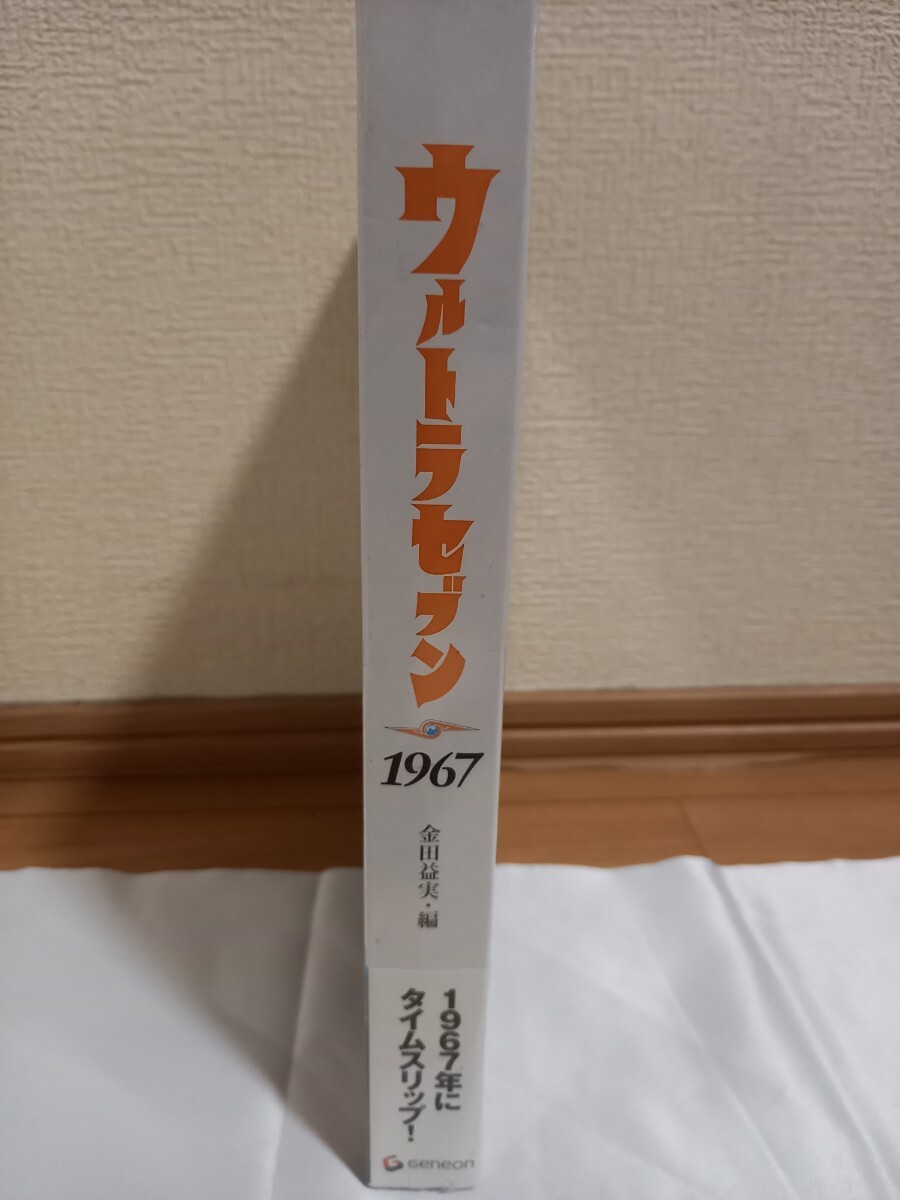 ウルトラセブン
1967
金田益実・編
1967年に
タイムスリップ!
Geneon